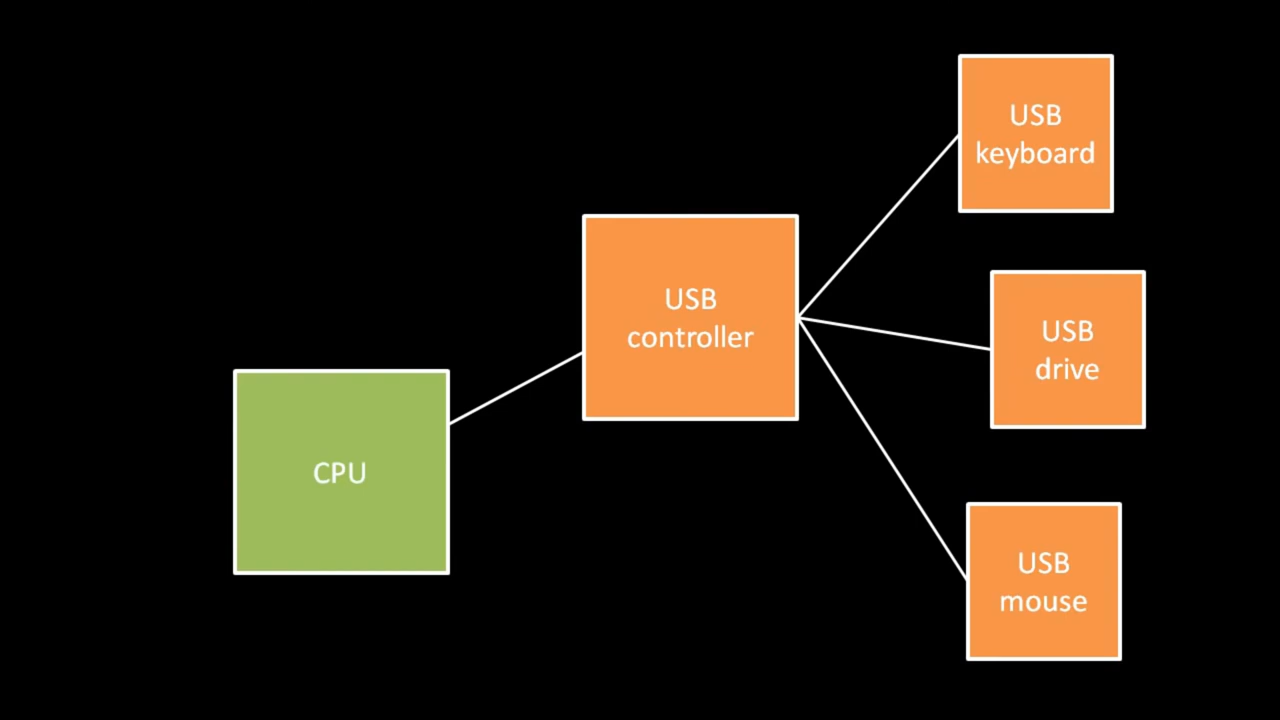 USB
keyboard
USB
controller
USB
drive
CPU
USB
mouse